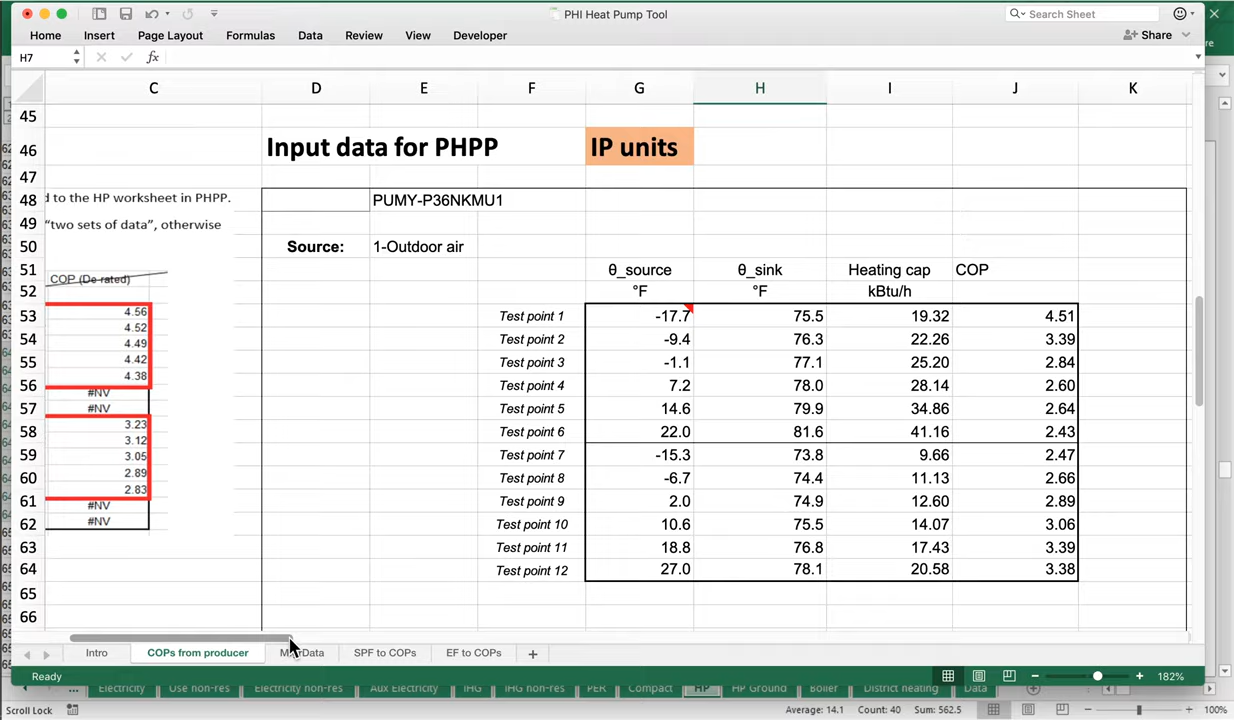 PHI Heat Pump Tool
Search Sheet
Home Insert Page Layout Formulas Data Review View Developer
Share
H7 fx
C D E F G H I J K
45
46 Input data for PHPP IP units
47
48 d to the HP worksheet in PHPP. PUMY-P36NKMU1
49 "two sets of data", otherwise
50 Source: 1-Outdoor air
51 COP (De-rated) θ_source θ_sink Heating cap COP
52 °F °F kBtu/h
53 4.56 Test point 1 -17.7 75.5 19.32 4.51
54 4.52 Test point 2 -9.4 76.3 22.26 3.39
55 4.49 Test point 3 -1.1 77.1 25.20 2.84
4.42
56 4.38 Test point 4 7.2 78.0 28.14 2.60
#NV
57 #NV Test point 5 14.6 79.9 34.86 2.64
58 3.23 Test point 6 22.0 81.6 41.16 2.43
3.12
59 3.05 Test point 7 -15.3 73.8 9.66 2.47
60 2.89 Test point 8 -6.7 74.4 11.13 2.66
61 2.83 Test point 9 2.0 74.9 12.60 2.89
#NV
62 #NV Test point 10 10.6 75.5 14.07 3.06
63 Test point 11 18.8 76.8 17.43 3.39
64 Test point 12 27.0 78.1 20.58 3.38
65
66
Intro COPs from producer Data SPF to COPs EF to COPs
Ready 182%
Electricity Use non-res Electricity non-res Aux Electricity IHG IHG non-res PER Compact HP HP Ground Boiler District heating Data
Scroll Lock Average: 14.1 Count: 40 Sum: 562.5 100%